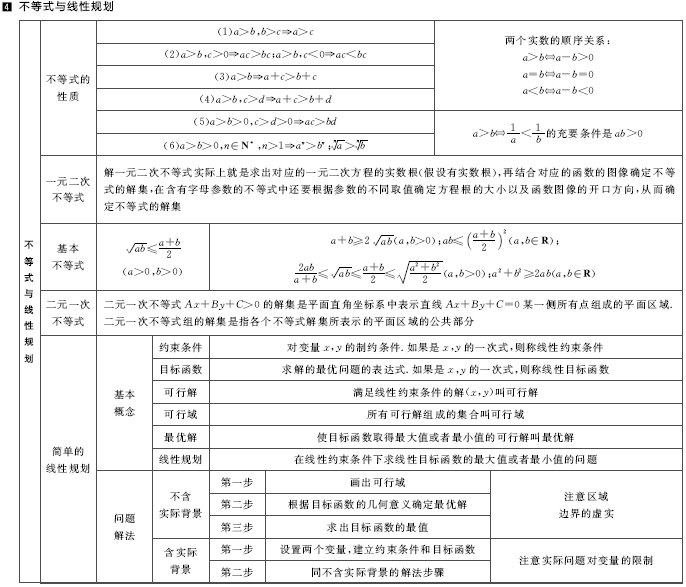 4 不等式与线性规划
不等式与线性规划
不等式的
性质
(1)a>b,b>c⇒a>c
(2)a>b,c>0⇒ac>bc;a>b,c<0⇒ac<bc
(3)a>b⇒a+c>b+c
(4)a>b,c>d⇒a+c>b+d
两个实数的顺序关系:
a>b⇔a-b>0
a=b⇔a-b=0
a<b⇔a-b<0
(5)a>b>0,c>d>0⇒ac>bd
(6)a>b>0,n∈N*,n>1⇒aⁿ>bⁿ;ⁿ√a>ⁿ√b
a>b⇔1/a<1/b的充要条件是ab>0
一元二次
不等式
解一元二次不等式实际上就是求出对应的一元二次方程的实数根(假设有实数根),再结合对应的函数的图像确定不等
式的解集,在含有字母参数的不等式中还要根据参数的不同取值确定方程根的大小以及函数图像的开口方向,从而确
定不等式的解集
基本
不等式
√ab≤(a+b)/2
(a>0,b>0)
a+b≥2√ab(a,b>0);ab≤((a+b)/2)²(a,b∈R);
2ab/(a+b)≤√ab≤(a+b)/2≤√((a²+b²)/2)(a,b>0);a²+b²≥2ab(a,b∈R)
二元一次
不等式
二元一次不等式Ax+By+C>0的解集是平面直角坐标系中表示直线Ax+By+C=0某一侧所有点组成的平面区域.
二元一次不等式组的解集是指各个不等式解集所表示的平面区域的公共部分
简单的
线性规划
基本
概念
约束条件 对变量x,y的制约条件.如果是x,y的一次式,则称线性约束条件
目标函数 求解的最优问题的表达式.如果是x,y的一次式,则称线性目标函数
可行解 满足线性约束条件的解(x,y)叫可行解
可行域 所有可行解组成的集合叫可行域
最优解 使目标函数取得最大值或者最小值的可行解叫最优解
线性规划 在线性约束条件下求线性目标函数的最大值或者最小值的问题
问题
解法
不含
实际背景
第一步 画出可行域
第二步 根据目标函数的几何意义确定最优解
第三步 求出目标函数的最值
注意区域
边界的虚实
含实际
背景
第一步 设置两个变量,建立约束条件和目标函数
第二步 同不含实际背景的解法步骤
注意实际问题对变量的限制